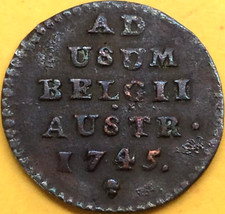 AD
USUM
BELGII
AUSTR·
1745.